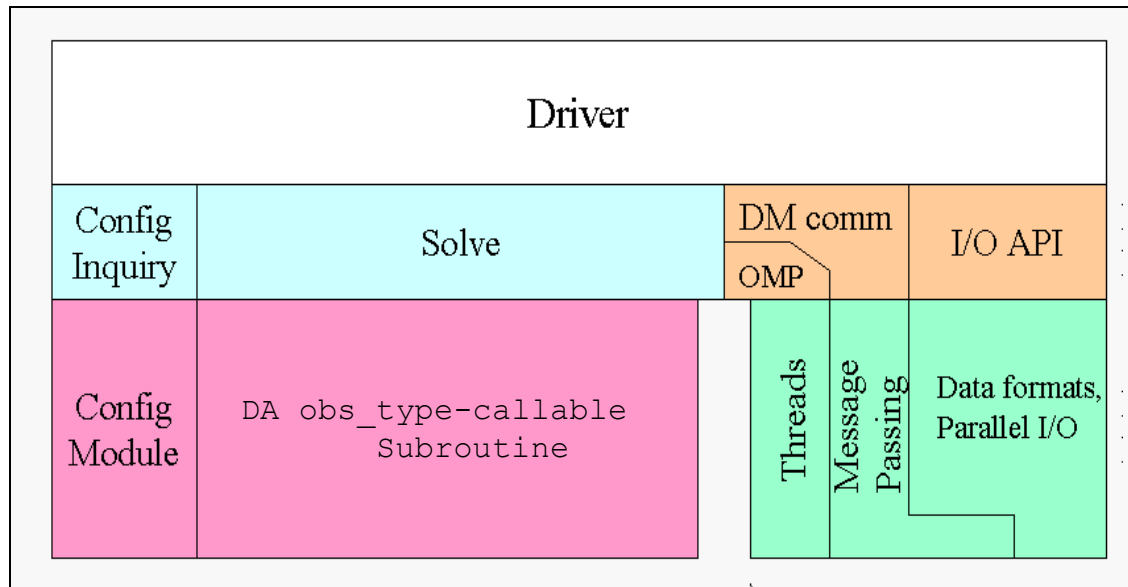 Driver
Config
Inquiry
Solve
DM comm
OMP
I/O API
Config
Module
DA obs_type-callable
Subroutine
Threads
Message
Passing
Data formats,
Parallel I/O